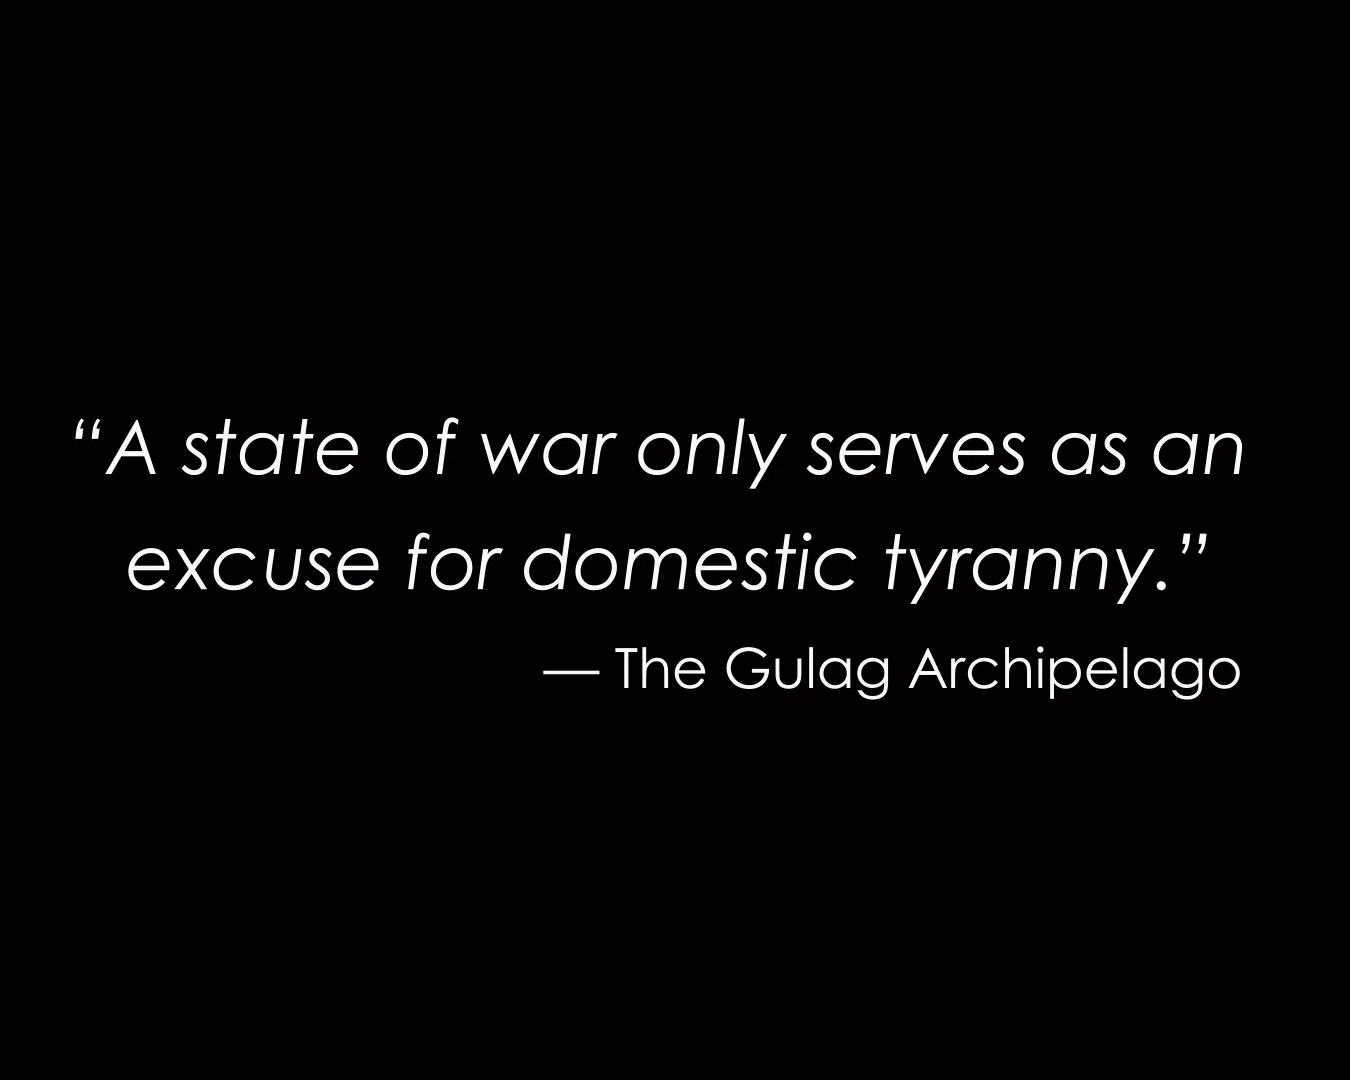 “A state of war only serves as an
excuse for domestic tyranny.”
— The Gulag Archipelago